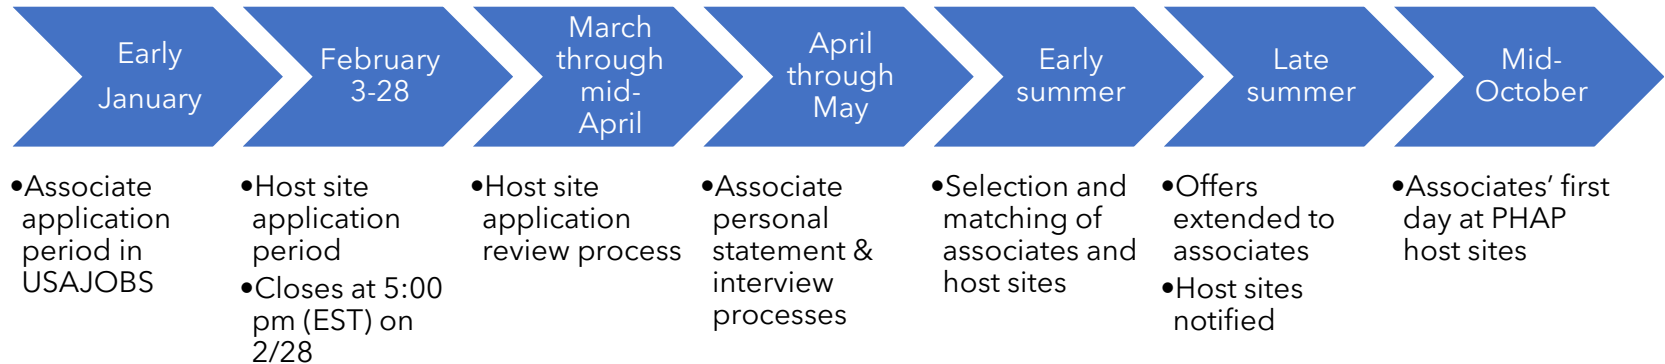 Early
January
February
3-28
March
through
mid-
April
April
through
May
Early
summer
Late
summer
Mid-
October
•Associate
application
period in
USAJOBS
•Host site
application
period
•Closes at 5:00
pm (EST) on
2/28
•Host site
application
review process
•Associate
personal
statement &
interview
processes
•Selection and
matching of
associates and
host sites
•Offers
extended to
associates
•Host sites
notified
•Associates’ first
day at PHAP
host sites